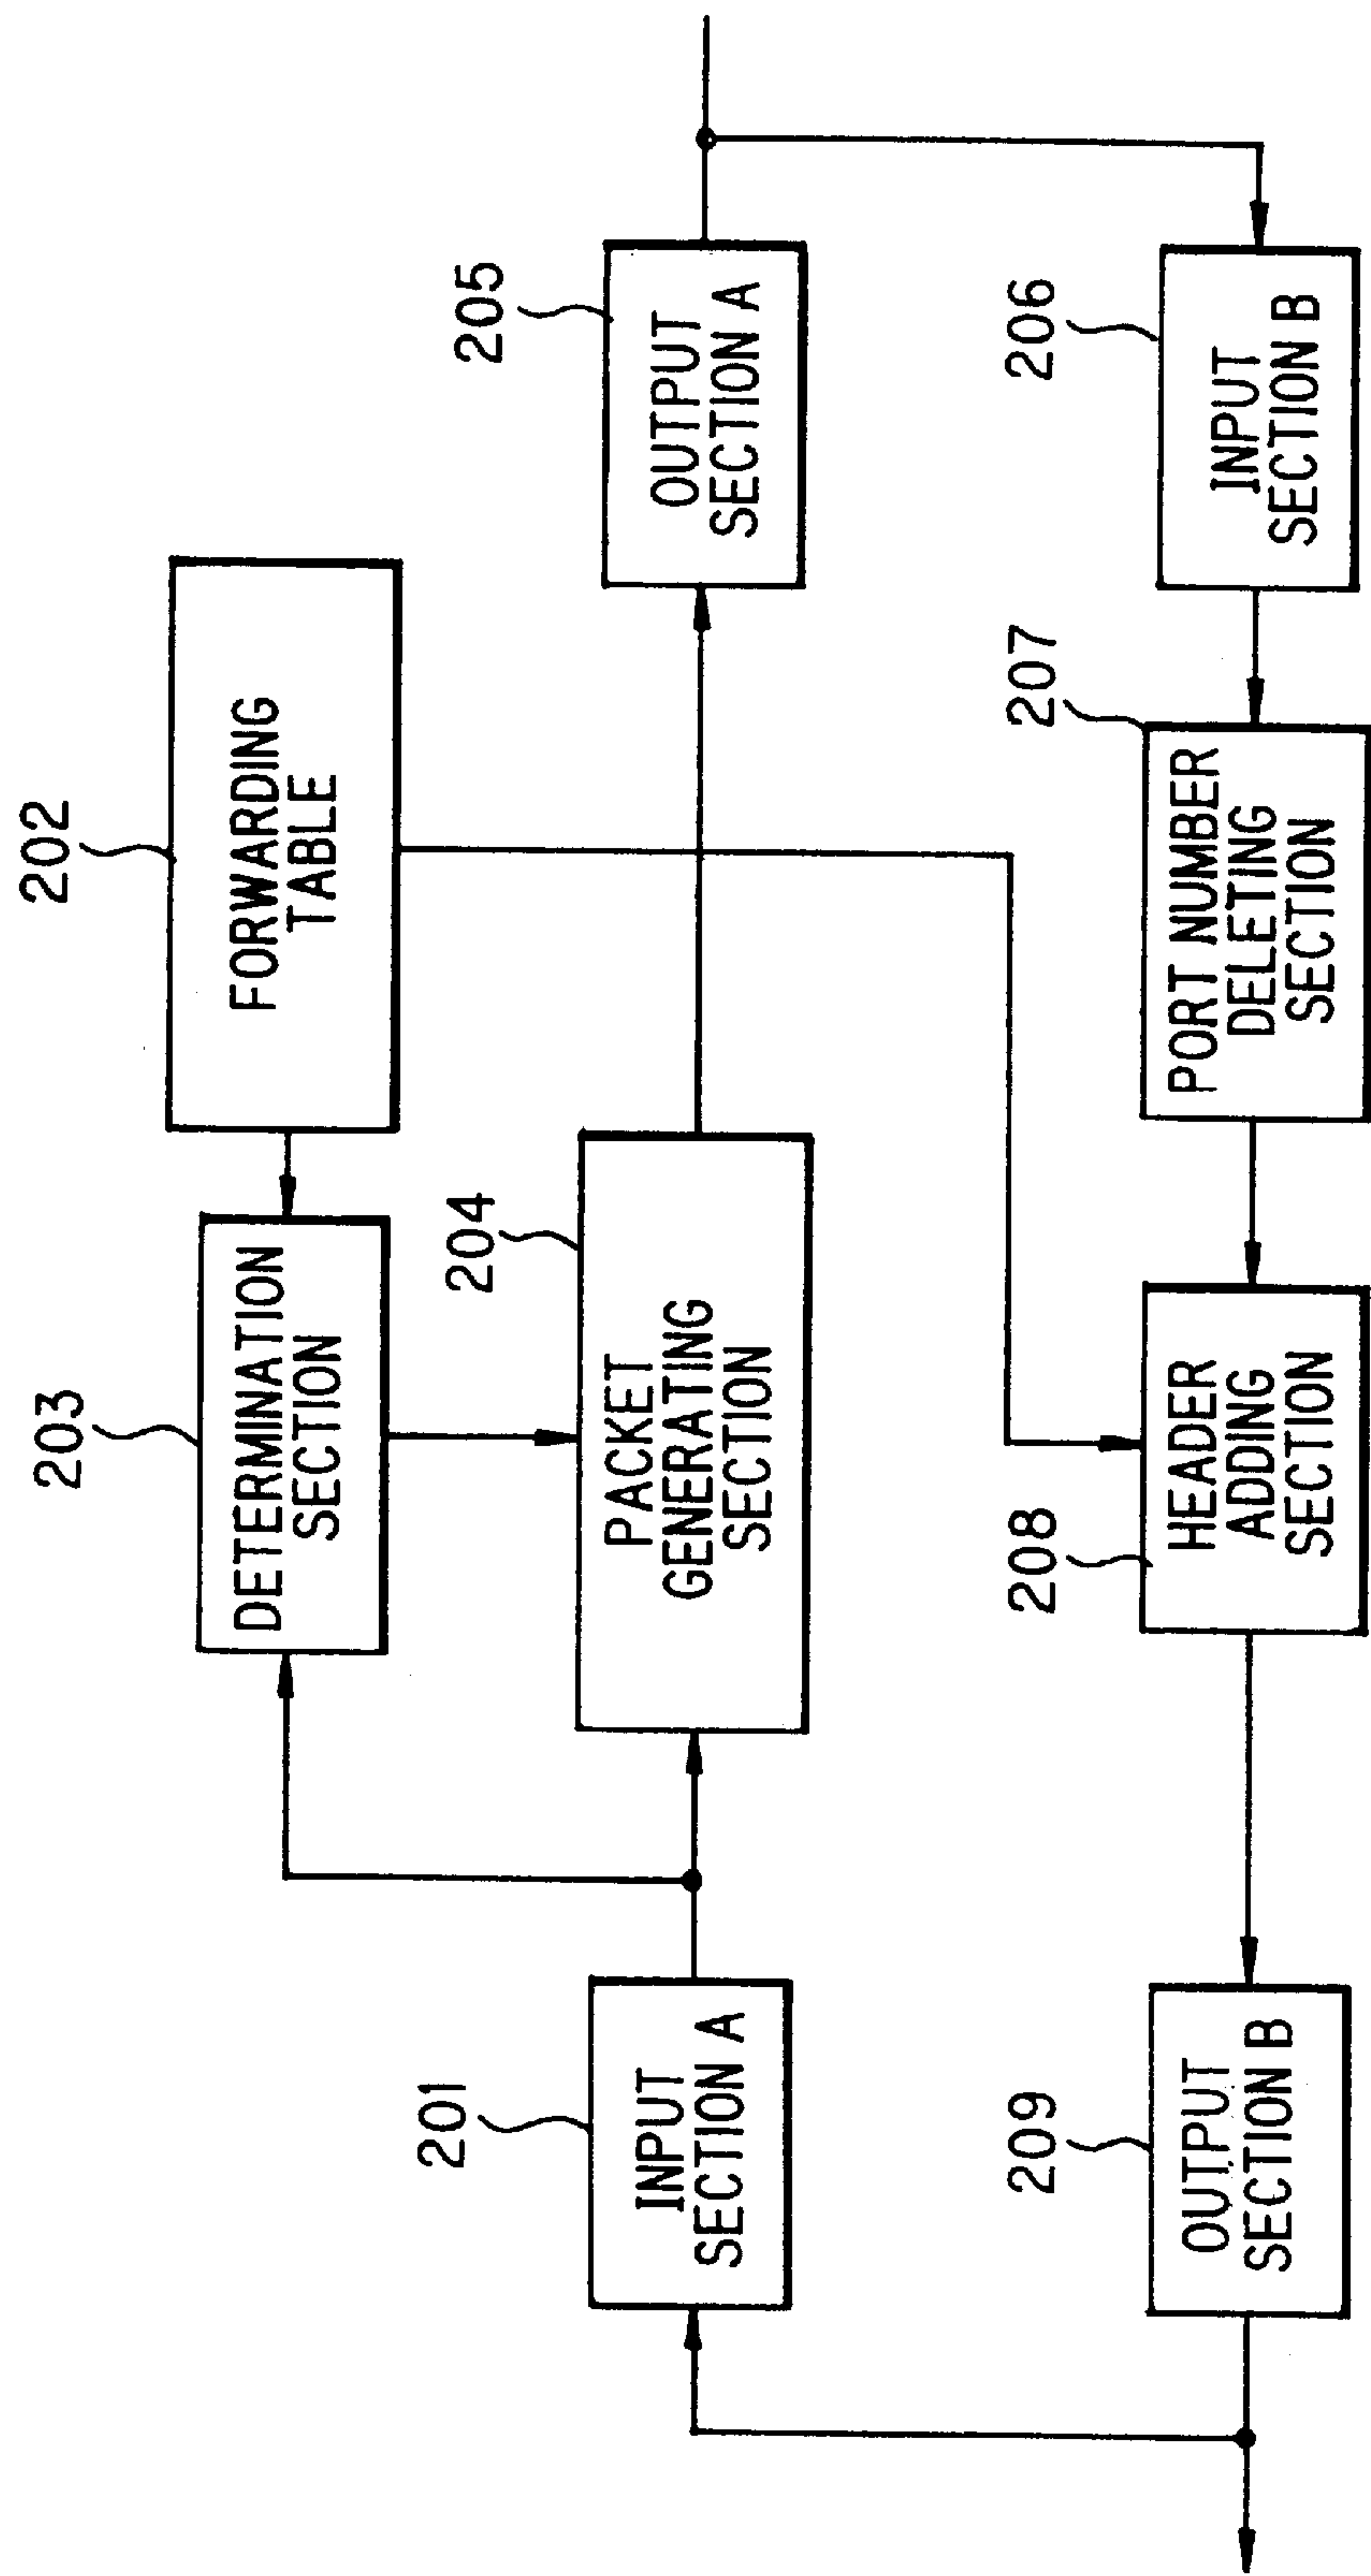 202
FORWARDING
TABLE
203
DETERMINATION
SECTION
205
OUTPUT
SECTION A
204
PACKET
GENERATING
SECTION
201
INPUT
SECTION A
206
INPUT
SECTION B
207
PORT NUMBER
DELETING
SECTION
208
HEADER
ADDING
SECTION
209
OUTPUT
SECTION B